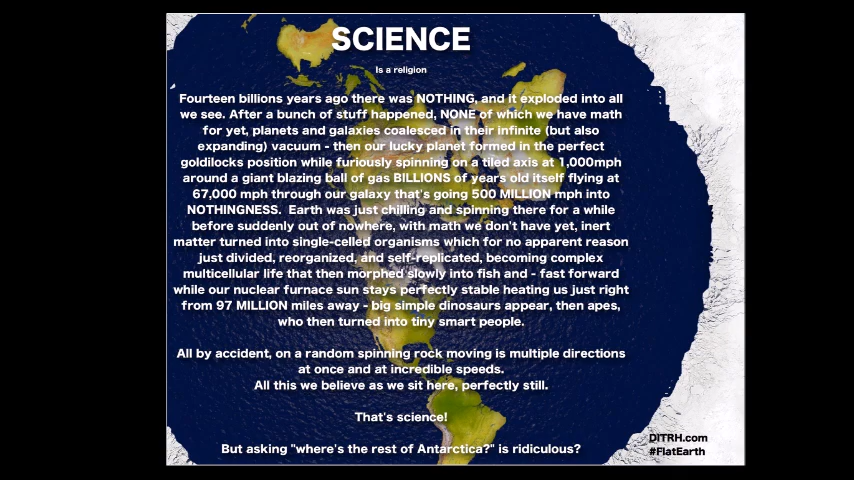 SCIENCE
Is a religion
Fourteen billions years ago there was NOTHING, and it exploded into all
we see. After a bunch of stuff happened, NONE of which we have math
for yet, planets and galaxies coalesced in their infinite (but also
expanding) vacuum - then our lucky planet formed in the perfect
goldilocks position while furiously spinning on a tiled axis at 1,000mph
around a giant blazing ball of gas BILLIONS of years old itself flying at
67,000 mph through our galaxy that's going 500 MILLION mph into
NOTHINGNESS. Earth was just chilling and spinning there for a while
before suddenly out of nowhere, with math we don't have yet, inert
matter turned into single-celled organisms which for no apparent reason
just divided, reorganized, and self-replicated, becoming complex
multicellular life that then morphed slowly into fish and - fast forward
while our nuclear furnace sun stays perfectly stable heating us just right
from 97 MILLION miles away - big simple dinosaurs appear, then apes,
who then turned into tiny smart people.
All by accident, on a random spinning rock moving is multiple directions
at once and at incredible speeds.
All this we believe as we sit here, perfectly still.
That's science!
But asking "where's the rest of Antarctica?" is ridiculous?
DITRH.com
#FlatEarth